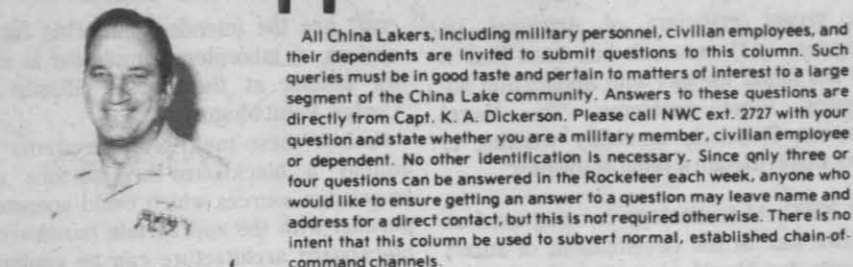 All China Lakers, including military personnel, civilian employees, and
their dependents are invited to submit questions to this column. Such
queries must be in good taste and pertain to matters of interest to a large
segment of the China Lake community. Answers to these questions are
directly from Capt. K. A. Dickerson. Please call NWC ext. 2727 with your
question and state whether you are a military member, civilian employee
or dependent. No other identification is necessary. Since only three or
four questions can be answered in the Rocketeer each week, anyone who
would like to ensure getting an answer to a question may leave name and
address for a direct contact, but this is not required otherwise. There is no
intent that this column be used to subvert normal, established chain-of-
command channels.